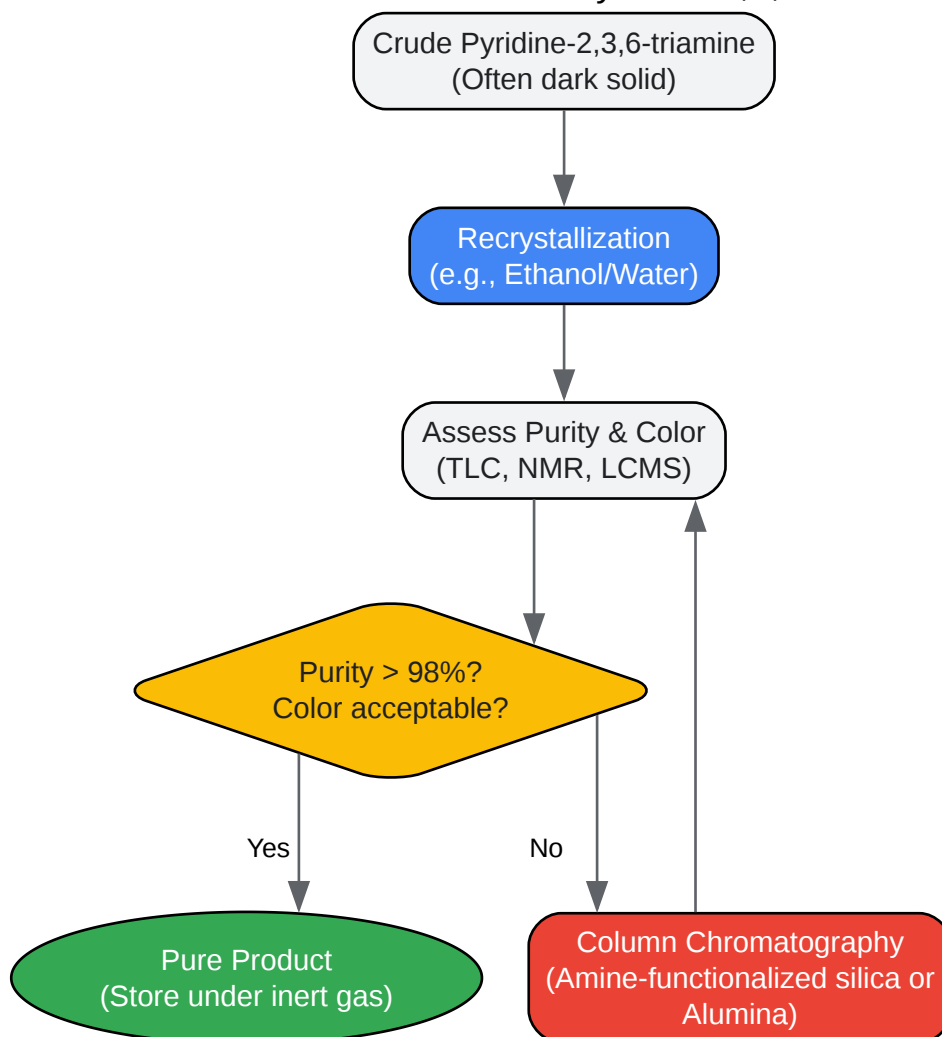 Crude Pyridine-2,3,6-triamine
(Often dark solid)
Recrystallization
(e.g., Ethanol/Water)
Assess Purity & Color
(TLC, NMR, LCMS)
Purity > 98%?
Color acceptable?
Yes
No
Pure Product
(Store under inert gas)
Column Chromatography
(Amine-functionalized silica or
Alumina)